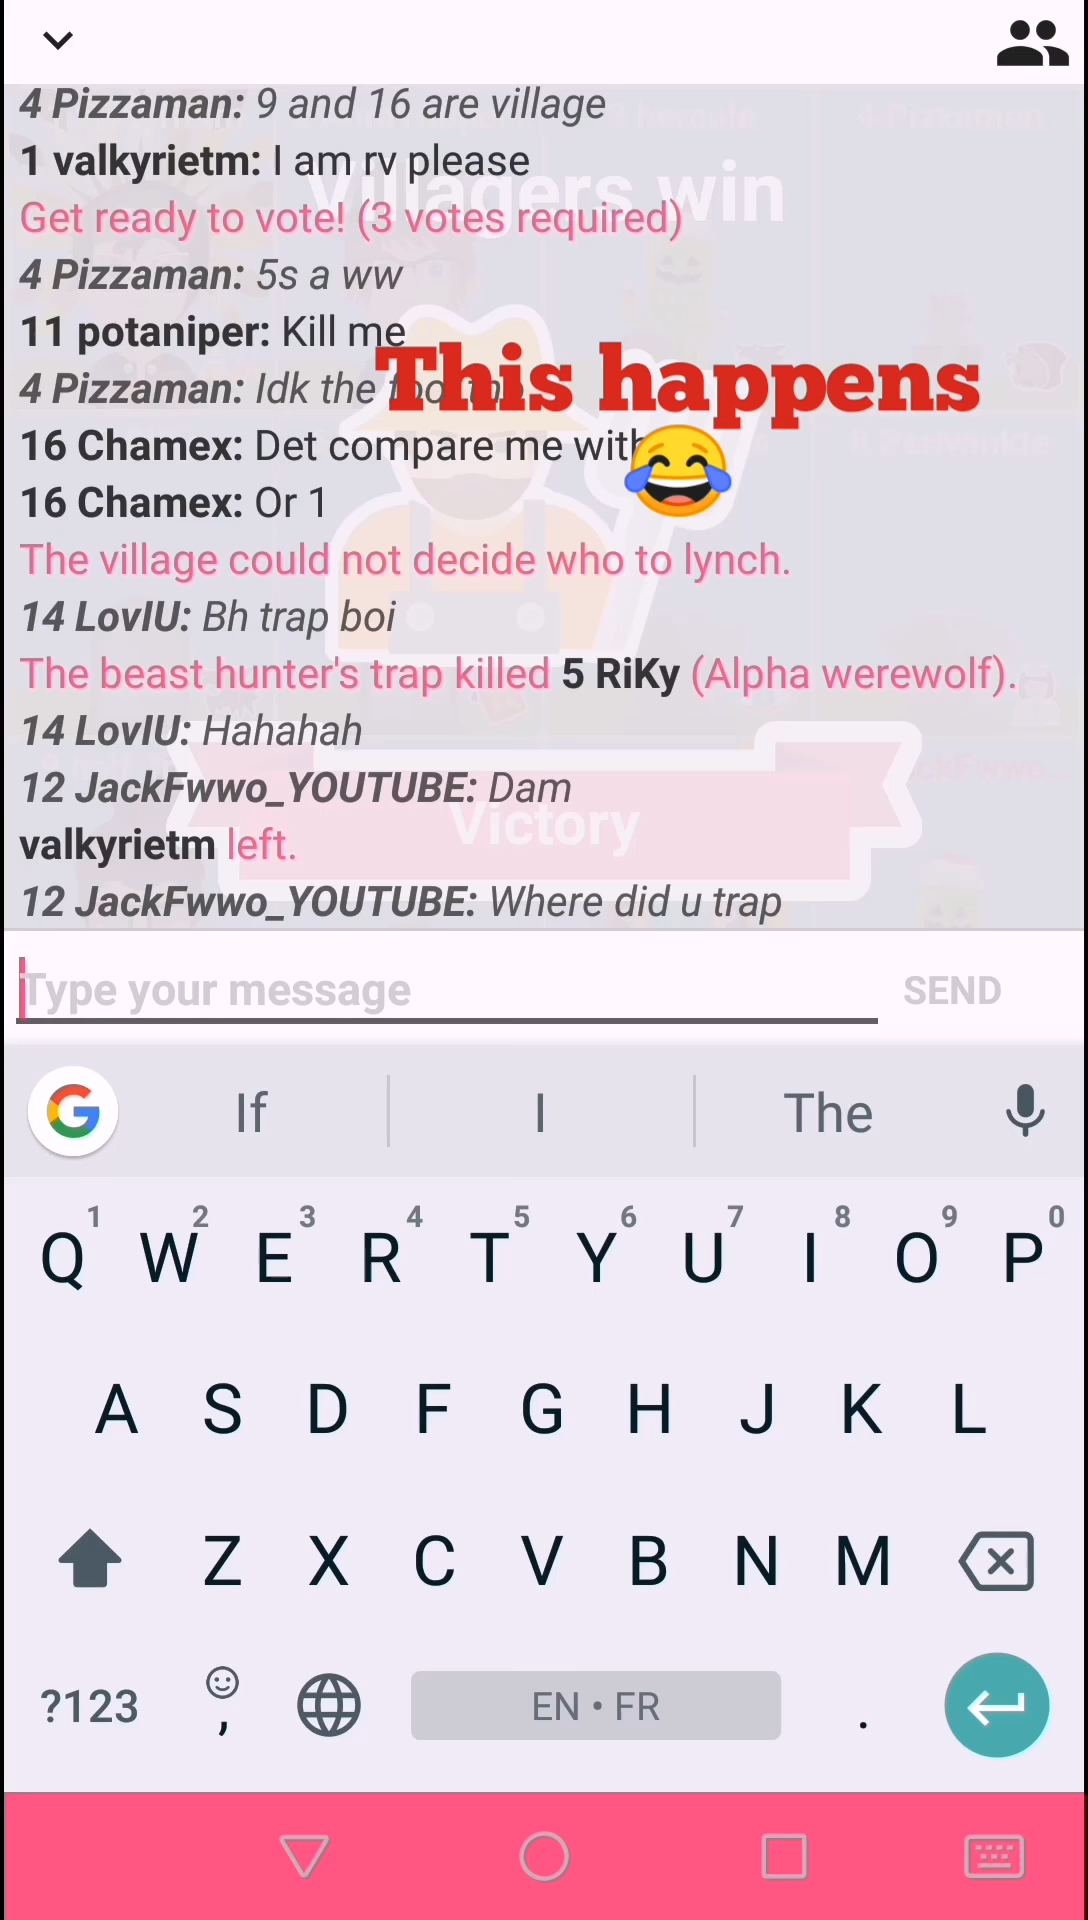 4 Pizzaman: 9 and 16 are village
1 valkyrietm: I am rv please
Villagers win
Get ready to vote! (3 votes required)
4 Pizzaman: 5s a ww
11 potaniper: Kill me
This happens
4 Pizzaman: Idk the
16 Chamex: Det compare me with
16 Chamex: Or 1
The village could not decide who to lynch.
14 LovIU: Bh trap boi
The beast hunter's trap killed 5 RiKy (Alpha werewolf).
14 LovIU: Hahahah
12 JackFwwo_YOUTUBE: Dam
Victory
valkyrietm left.
12 JackFwwo_YOUTUBE: Where did u trap
Type your message
SEND
If I The
1 2 3 4 5 6 7 8 9 0
Q W E R T Y U I O P
A S D F G H J K L
Z X C V B N M
?123 , EN • FR .